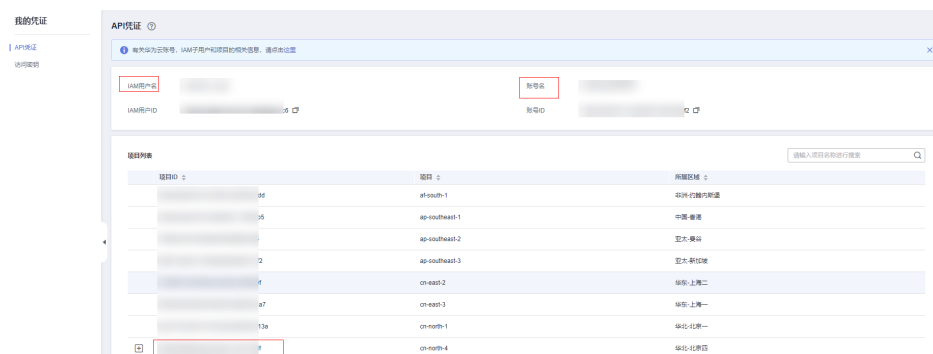 我的凭证
API凭证
访问密钥
API凭证
有关华为云账号、IAM子用户和项目的相关信息，请点击这里
IAM用户名
账号名
IAM用户ID c6
账号ID f2
项目列表
请输入项目名称进行搜索
项目ID 项目 所属区域
dd af-south-1 非洲-约翰内斯堡
b5 ap-southeast-1 中国-香港
ap-southeast-2 亚太-曼谷
f2 ap-southeast-3 亚太-新加坡
f cn-east-2 华东-上海二
a7 cn-east-3 华东-上海一
13a cn-north-1 华北-北京一
f cn-north-4 华北-北京四